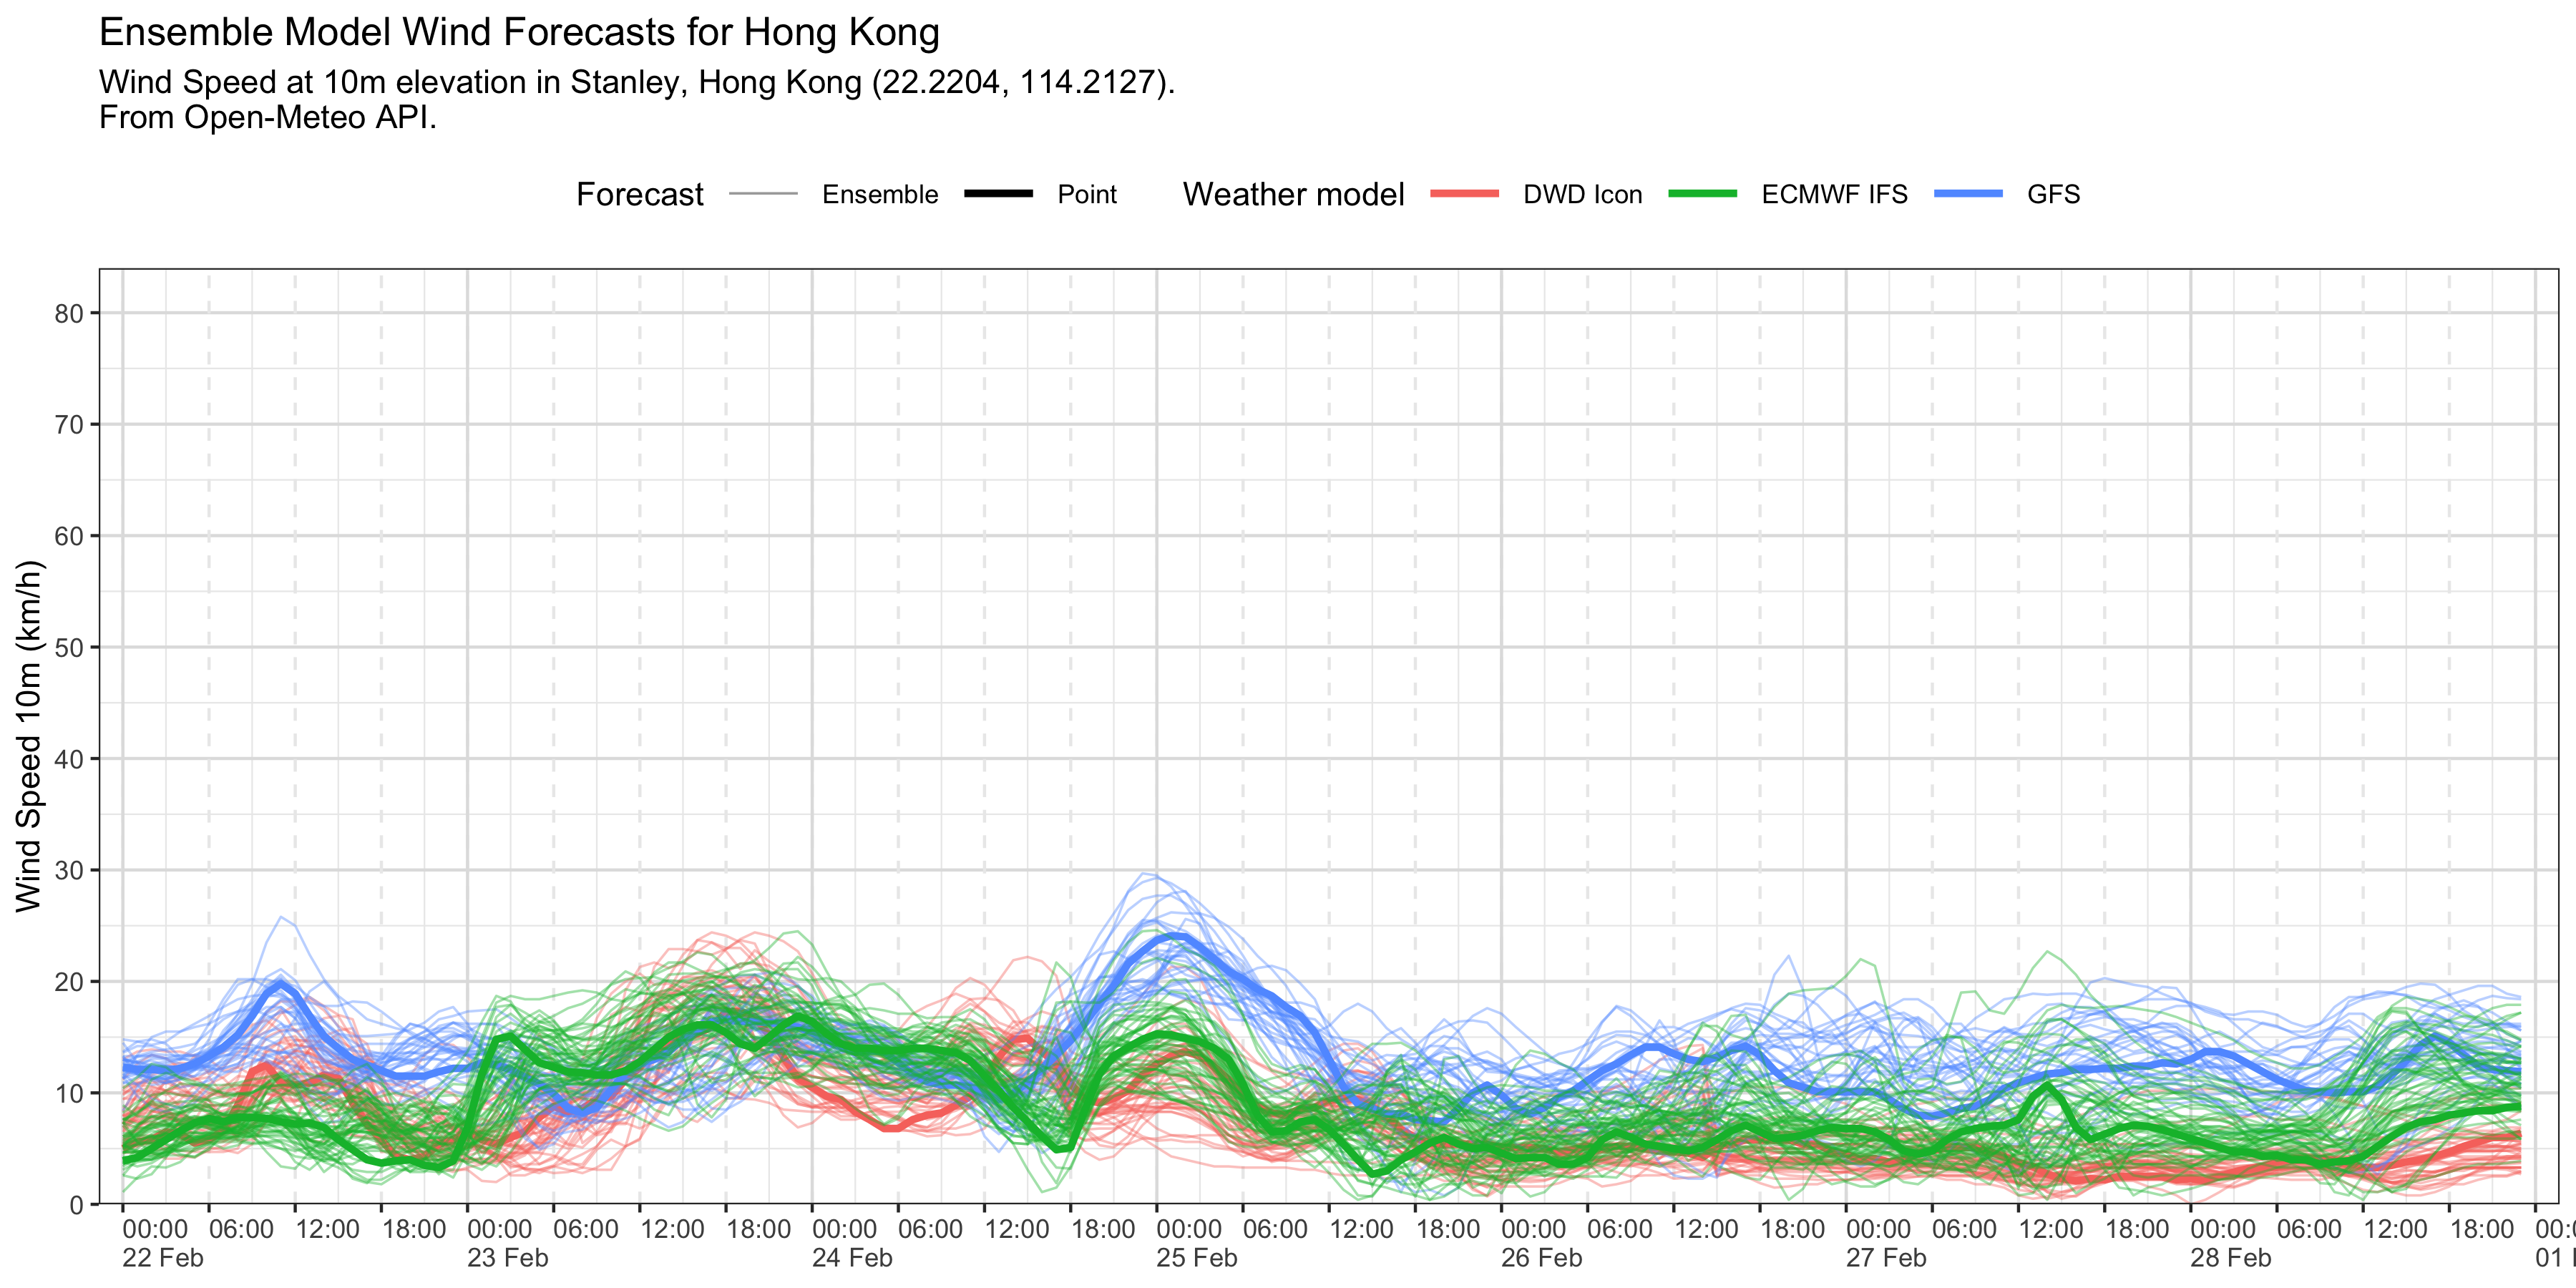 Ensemble Model Wind Forecasts for Hong Kong
Wind Speed at 10m elevation in Stanley, Hong Kong (22.2204, 114.2127).
From Open-Meteo API.
Forecast Ensemble Point Weather model DWD Icon ECMWF IFS GFS
Wind Speed 10m (km/h)
80
70
60
50
40
30
20
10
0
00:00 06:00 12:00 18:00 00:00 06:00 12:00 18:00 00:00 06:00 12:00 18:00 00:00 06:00 12:00 18:00 00:00 06:00 12:00 18:00 00:00 06:00 12:00 18:00 00:00 06:00 12:00 18:00
22 Feb 23 Feb 24 Feb 25 Feb 26 Feb 27 Feb 28 Feb 01